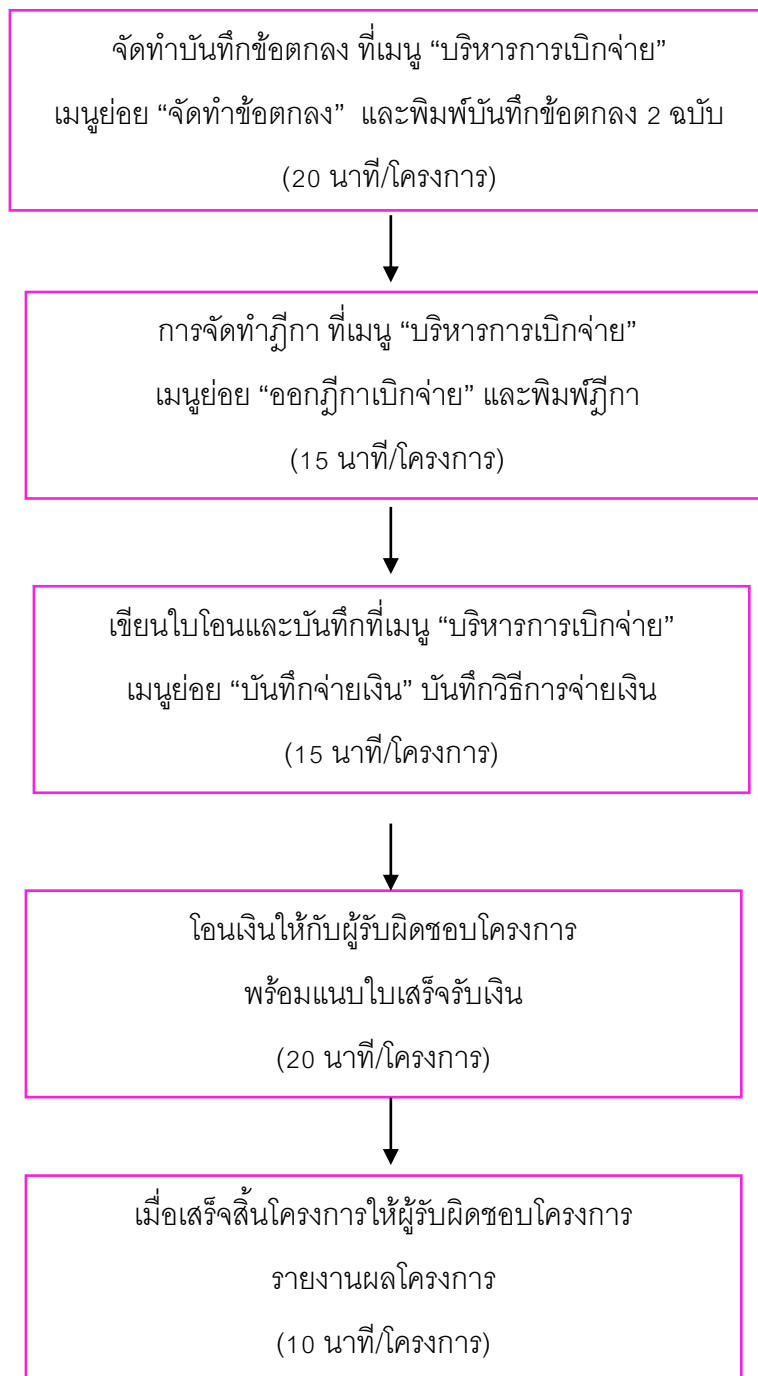 จัดทำบันทึกข้อตกลง ที่เมนู “บริหารการเบิกจ่าย”
เมนูย่อย “จัดทำข้อตกลง” และพิมพ์บันทึกข้อตกลง 2 ฉบับ
(20 นาที/โครงการ)
การจัดทำฎีกา ที่เมนู “บริหารการเบิกจ่าย”
เมนูย่อย “ออกฎีกาเบิกจ่าย” และพิมพ์ฎีกา
(15 นาที/โครงการ)
เขียนใบโอนและบันทึกที่เมนู “บริหารการเบิกจ่าย”
เมนูย่อย “บันทึกจ่ายเงิน” บันทึกวิธีการจ่ายเงิน
(15 นาที/โครงการ)
โอนเงินให้กับผู้รับผิดชอบโครงการ
พร้อมแนบใบเสร็จรับเงิน
(20 นาที/โครงการ)
เมื่อเสร็จสิ้นโครงการให้ผู้รับผิดชอบโครงการ
รายงานผลโครงการ
(10 นาที/โครงการ)